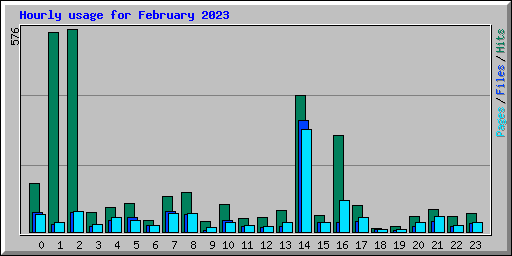 Hourly usage for February 2023
576
Pages / Files / Hits
0 1 2 3 4 5 6 7 8 9 10 11 12 13 14 15 16 17 18 19 20 21 22 23